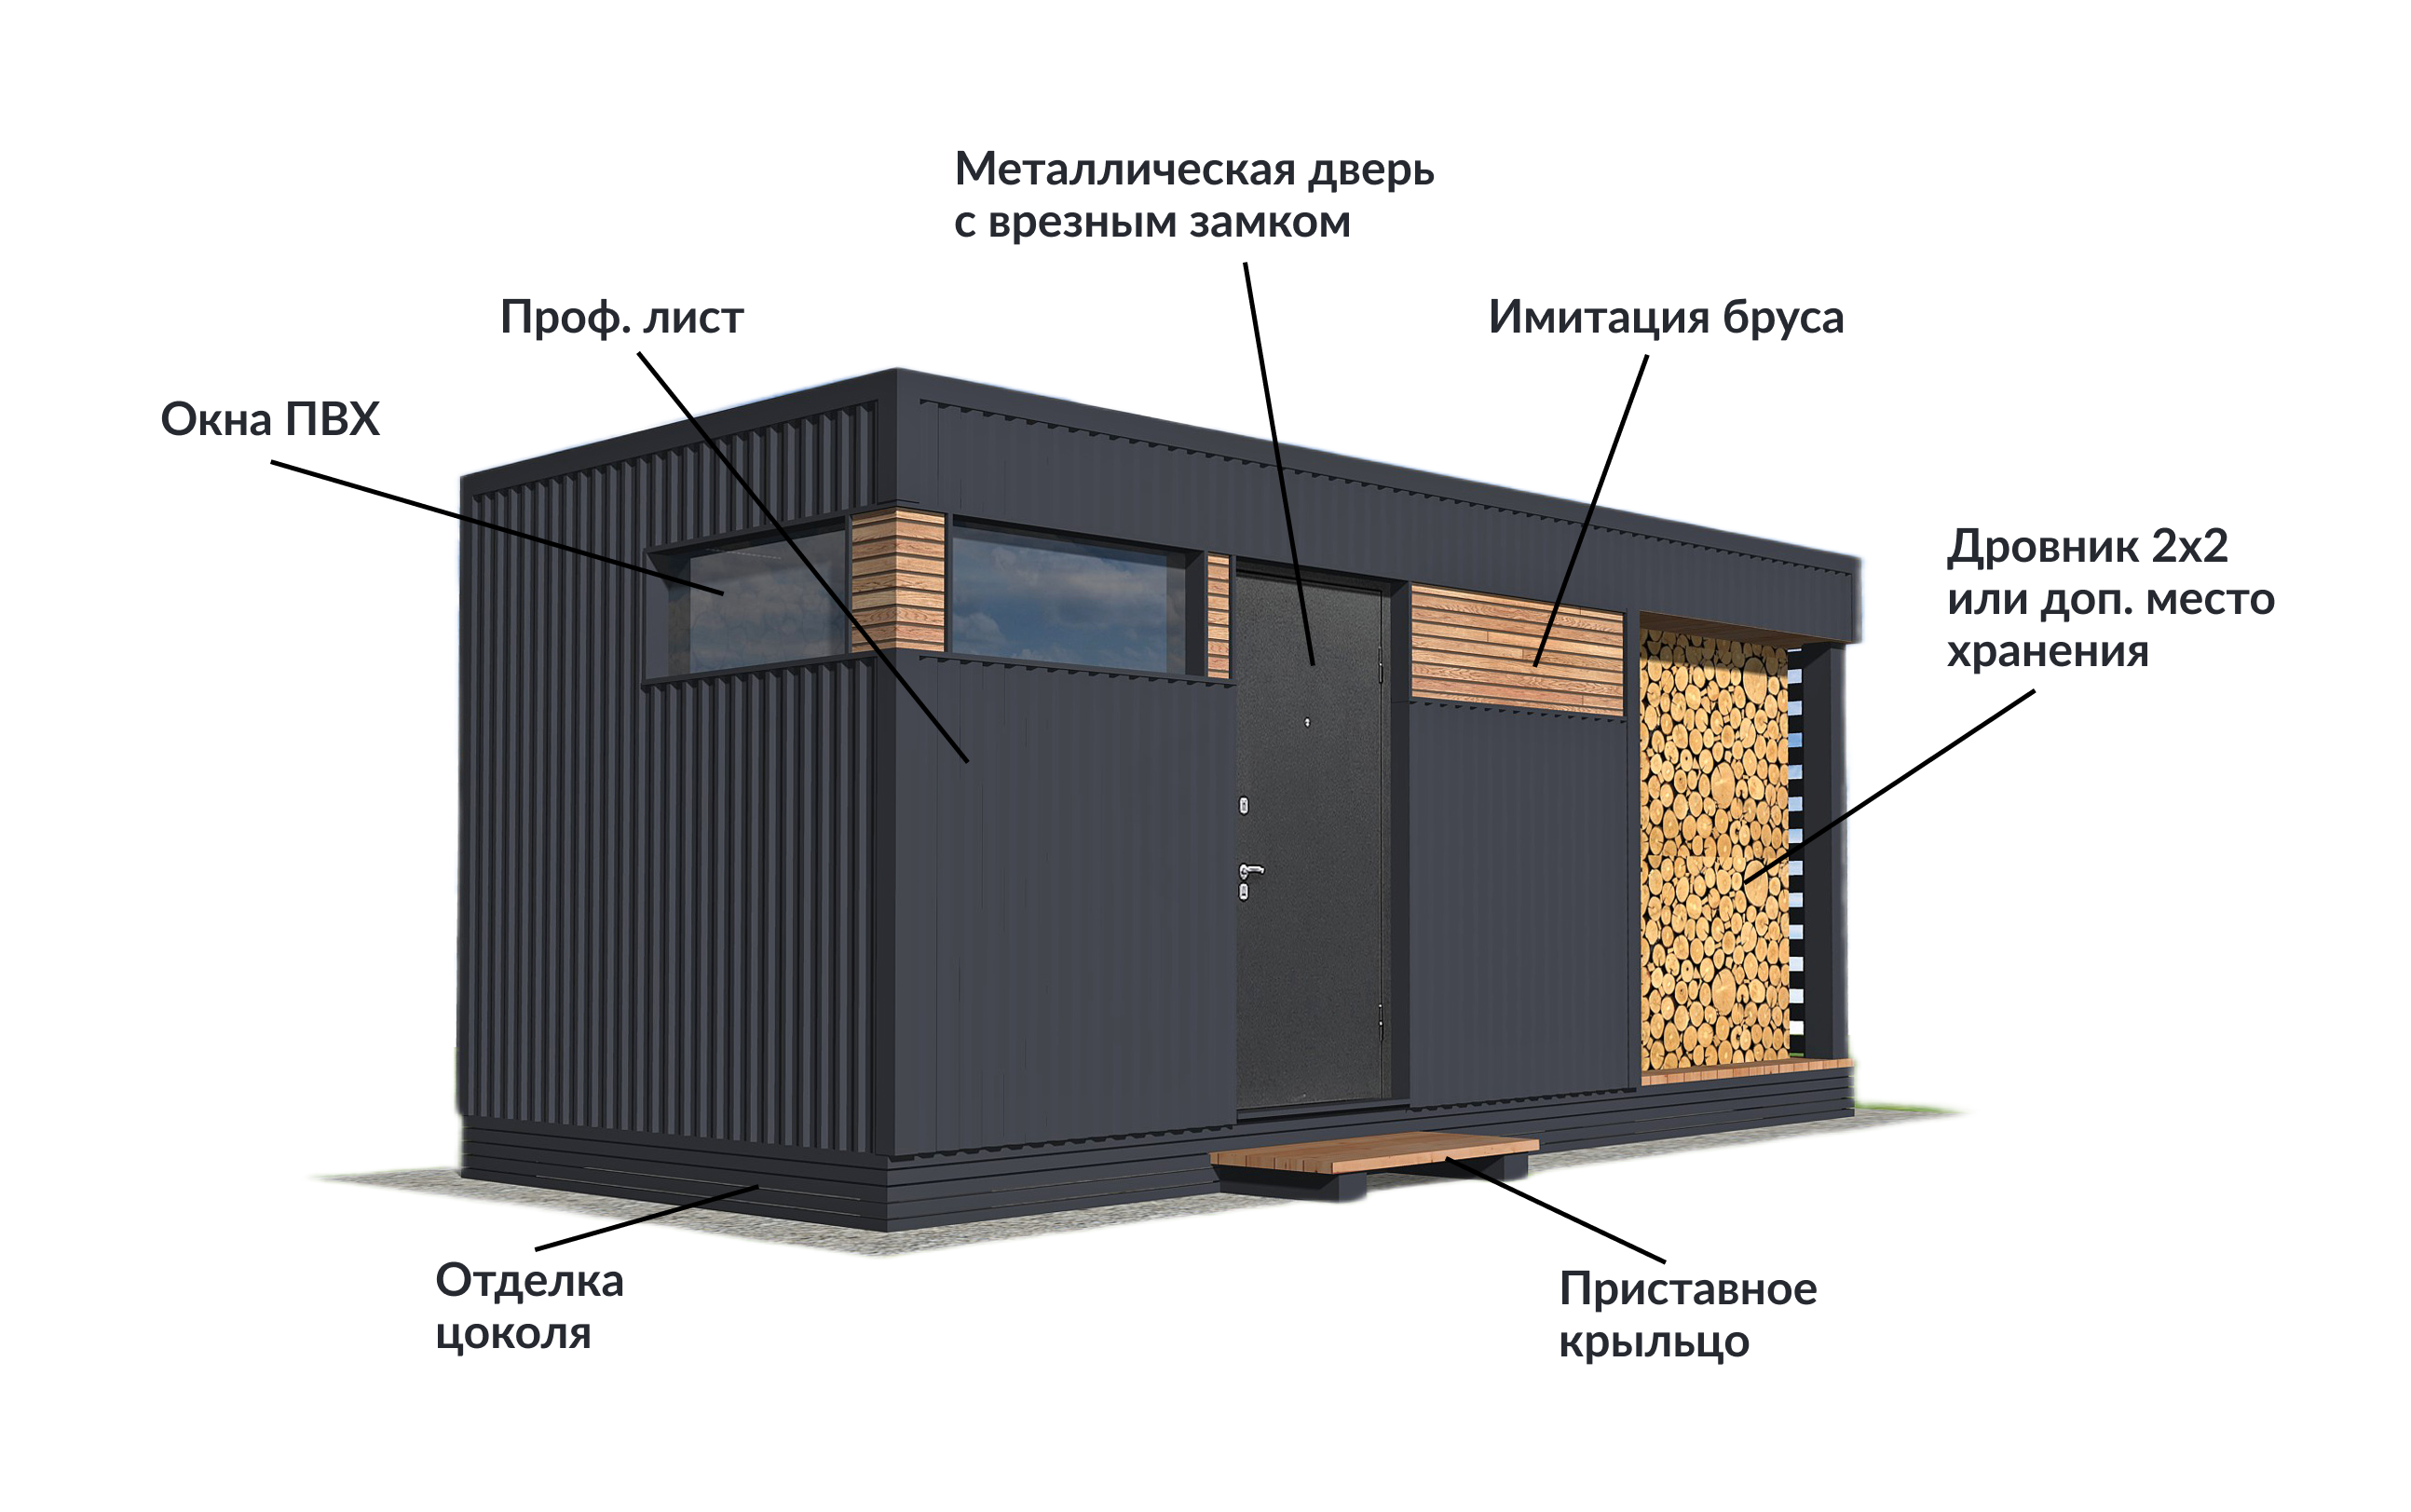 Металлическая дверь
с врезным замком
Проф. лист
Имитация бруса
Окна ПВХ
Дровник 2х2
или доп. место
хранения
Отделка
цоколя
Приставное
крыльцо